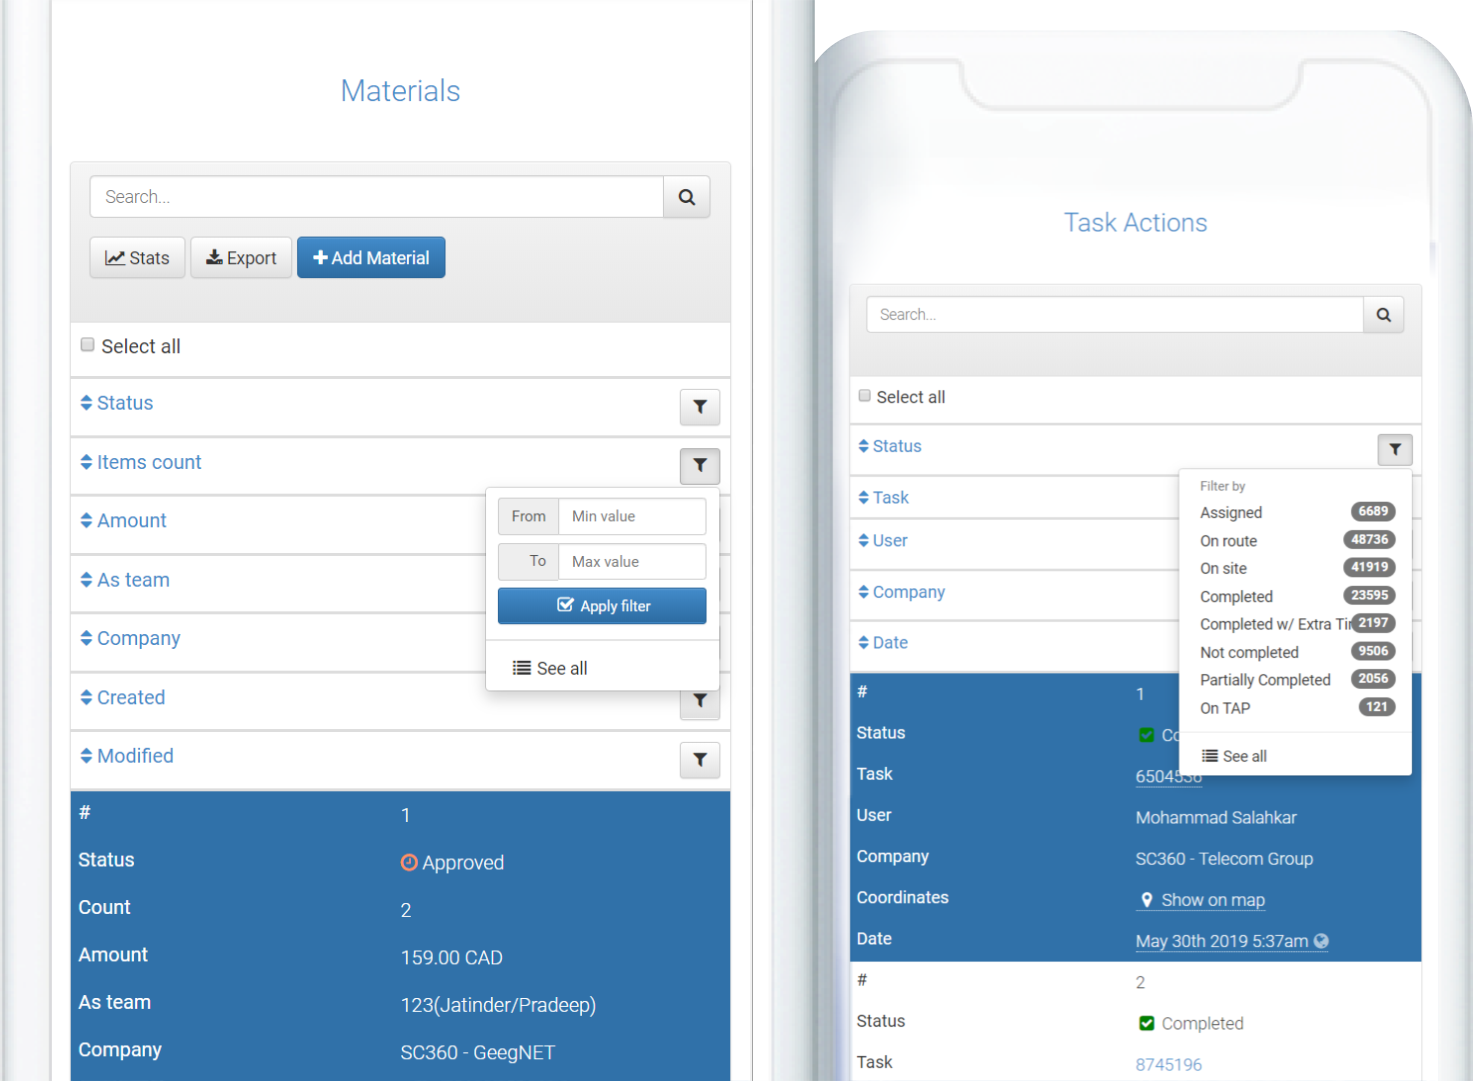 Materials
Search...
Stats Export Add Material
Select all
Status
Items count
From Min value
To Max value
Apply filter
See all
Amount
As team
Company
Created
Modified
# 1
Status Approved
Count 2
Amount 159.00 CAD
As team 123(Jatinder/Pradeep)
Company SC360 - GeegNET
Task Actions
Search...
Select all
Status
Filter by
Assigned 6689
On route 48736
On site 41919
Completed 23595
Completed w/ Extra Tir 2197
Not completed 9506
Partially Completed 2056
On TAP 121
See all
Task
User
Company
Date
# 1
Status Co
Task 6504536
User Mohammad Salahkar
Company SC360 - Telecom Group
Coordinates Show on map
Date May 30th 2019 5:37am
# 2
Status Completed
Task 8745196